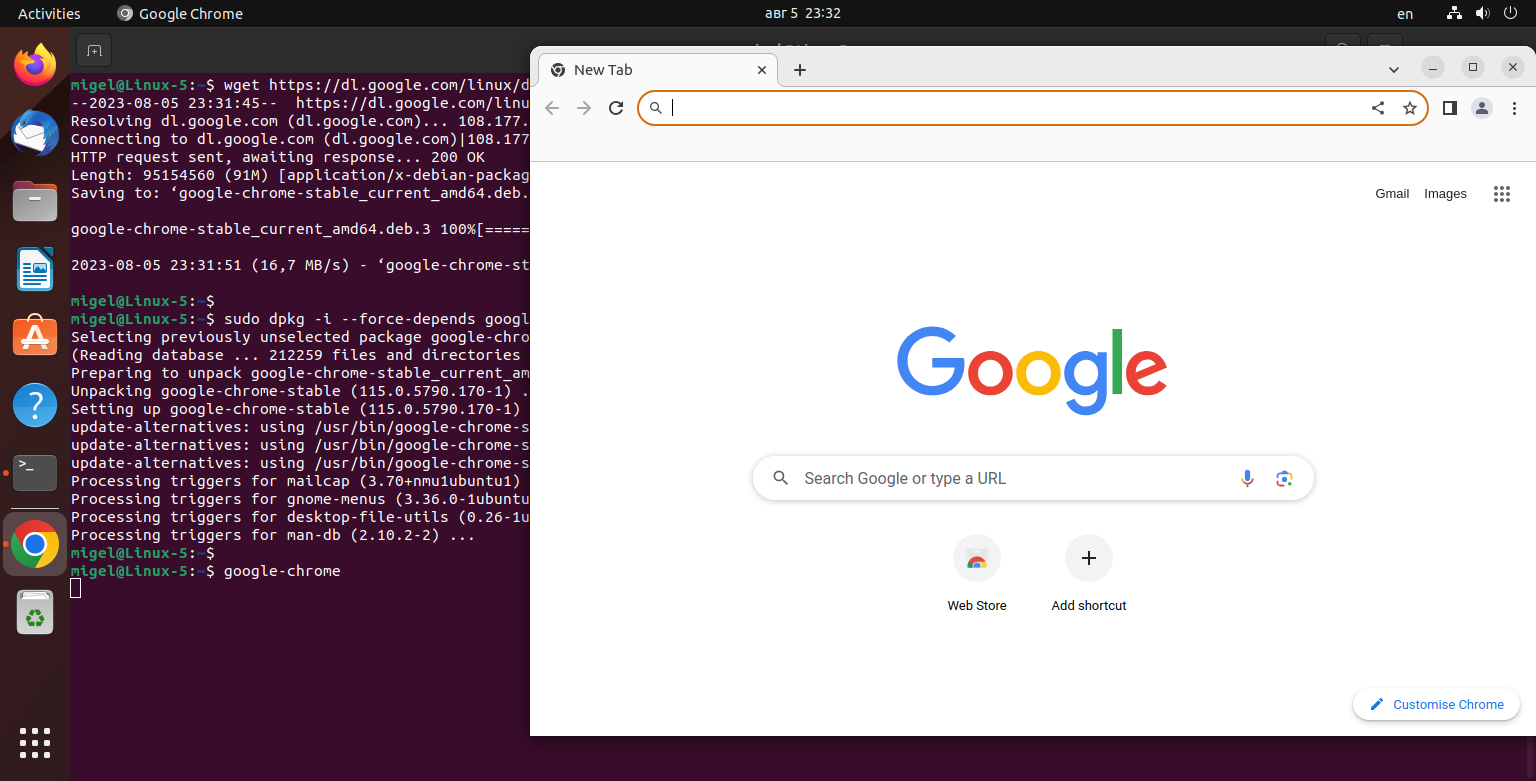 Activities
Google Chrome
авг 5 23:32
en
migel@Linux-5:~$ wget https://dl.google.com/linux/d
--2023-08-05 23:31:45-- https://dl.google.com/linu
Resolving dl.google.com (dl.google.com)... 108.177.
Connecting to dl.google.com (dl.google.com)|108.177
HTTP request sent, awaiting response... 200 OK
Length: 95154560 (91M) [application/x-debian-packag
Saving to: ‘google-chrome-stable_current_amd64.deb.
google-chrome-stable_current_amd64.deb.3 100%[=====
2023-08-05 23:31:51 (16,7 MB/s) - ‘google-chrome-st
migel@Linux-5:~$
migel@Linux-5:~$ sudo dpkg -i --force-depends googl
Selecting previously unselected package google-chro
(Reading database ... 212259 files and directories
Preparing to unpack google-chrome-stable_current_am
Unpacking google-chrome-stable (115.0.5790.170-1) .
Setting up google-chrome-stable (115.0.5790.170-1)
update-alternatives: using /usr/bin/google-chrome-s
update-alternatives: using /usr/bin/google-chrome-s
update-alternatives: using /usr/bin/google-chrome-s
Processing triggers for mailcap (3.70+nmu1ubuntu1)
Processing triggers for gnome-menus (3.36.0-1ubuntu
Processing triggers for desktop-file-utils (0.26-1u
Processing triggers for man-db (2.10.2-2) ...
migel@Linux-5:~$
migel@Linux-5:~$ google-chrome
New Tab
Gmail Images
Google
Search Google or type a URL
Web Store
Add shortcut
Customise Chrome